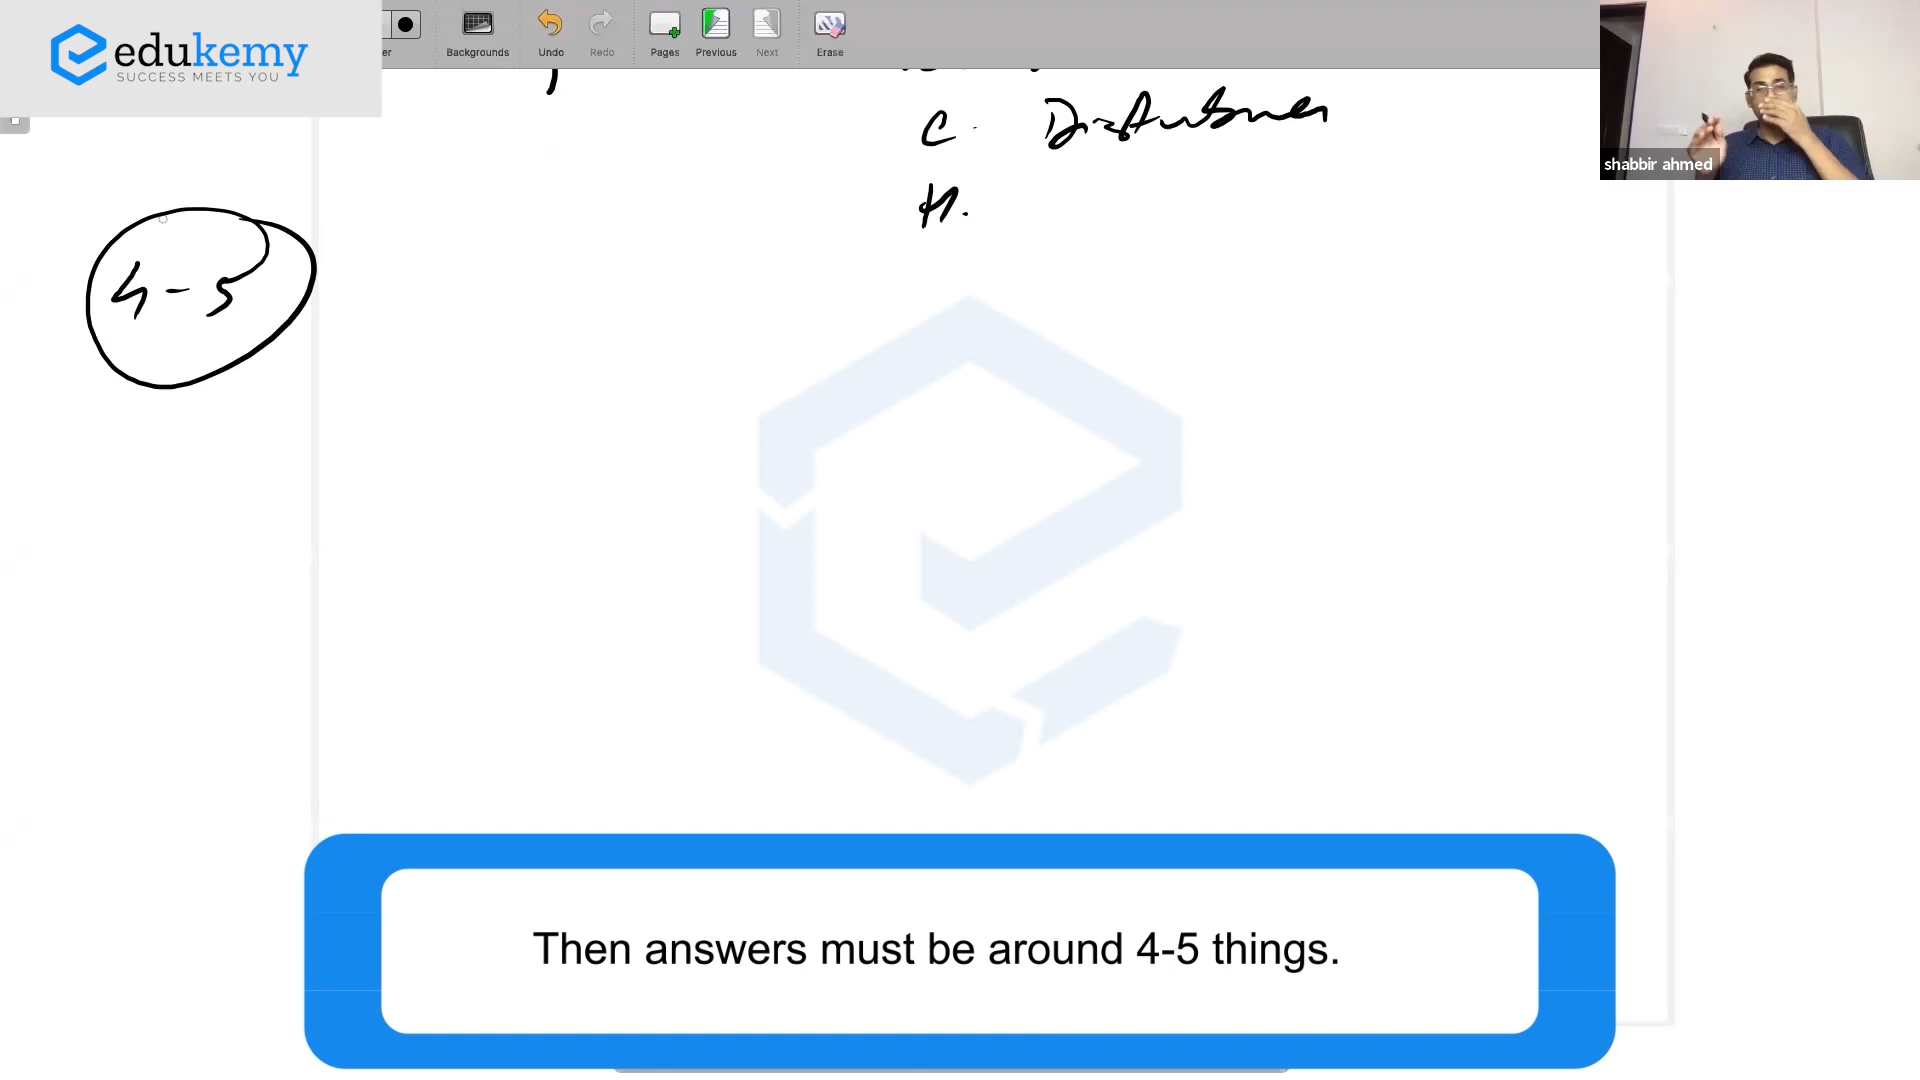 edukemy
SUCCESS MEETS YOU
er
Backgrounds
Undo
Redo
Pages
Previous
Next
Erase
shabbir ahmed
C.
H.
4-5
Then answers must be around 4-5 things.